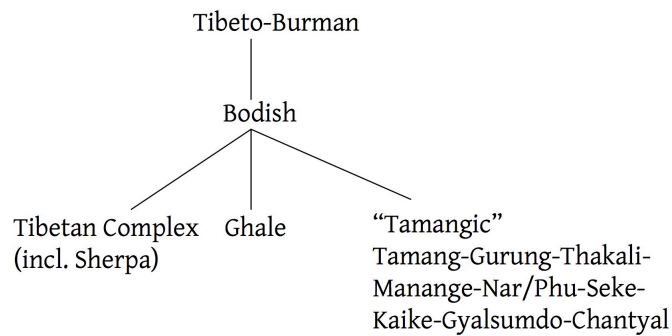 Tibeto-Burman
Bodish
Tibetan Complex
(incl. Sherpa)
Ghale
“Tamangic”
Tamang-Gurung-Thakali-
Manange-Nar/Phu-Seke-
Kaike-Gyalsumdo-Chantyal